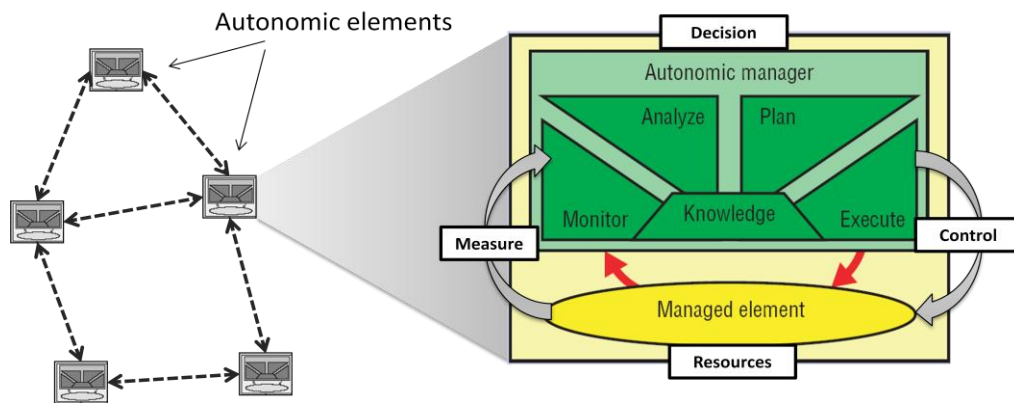 Autonomic elements
Decision
Autonomic manager
Analyze
Plan
Monitor
Knowledge
Execute
Measure
Control
Managed element
Resources